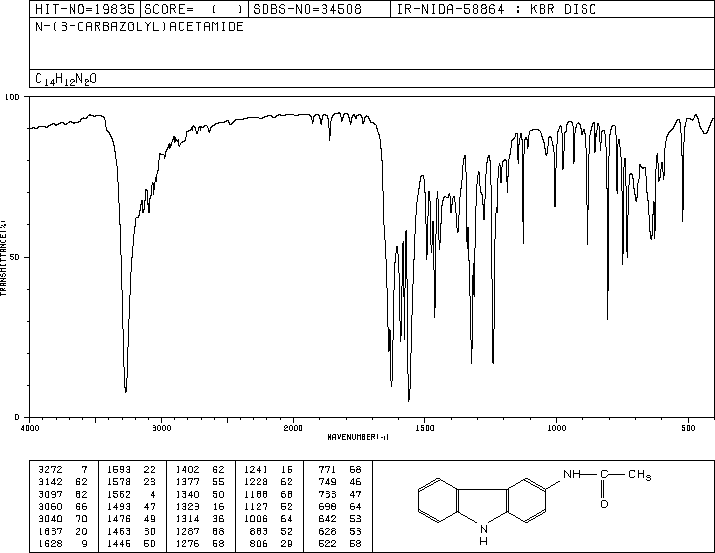 HIT-NO=19835 SCORE= ( ) SDBS-NO=34508 IR-NIDA-58864 : KBR DISC
N-(3-CARBAZOLYL)ACETAMIDE
C14H12N2O
100
50
0
TRANSMITTANCE(%)
4000 3000 2000 1500 1000 500
WAVENUMBER(-1)
3272 7 1593 22 1402 62 1241 16 771 68
3142 62 1578 23 1377 55 1228 62 749 46
3097 62 1562 4 1340 50 1188 68 733 47
3060 66 1493 47 1323 16 1127 52 698 64
3040 70 1476 49 1314 36 1006 64 642 53
1637 20 1463 30 1287 68 883 52 628 53
1628 9 1446 50 1276 58 806 29 522 58
NH C CH3
O
N
H